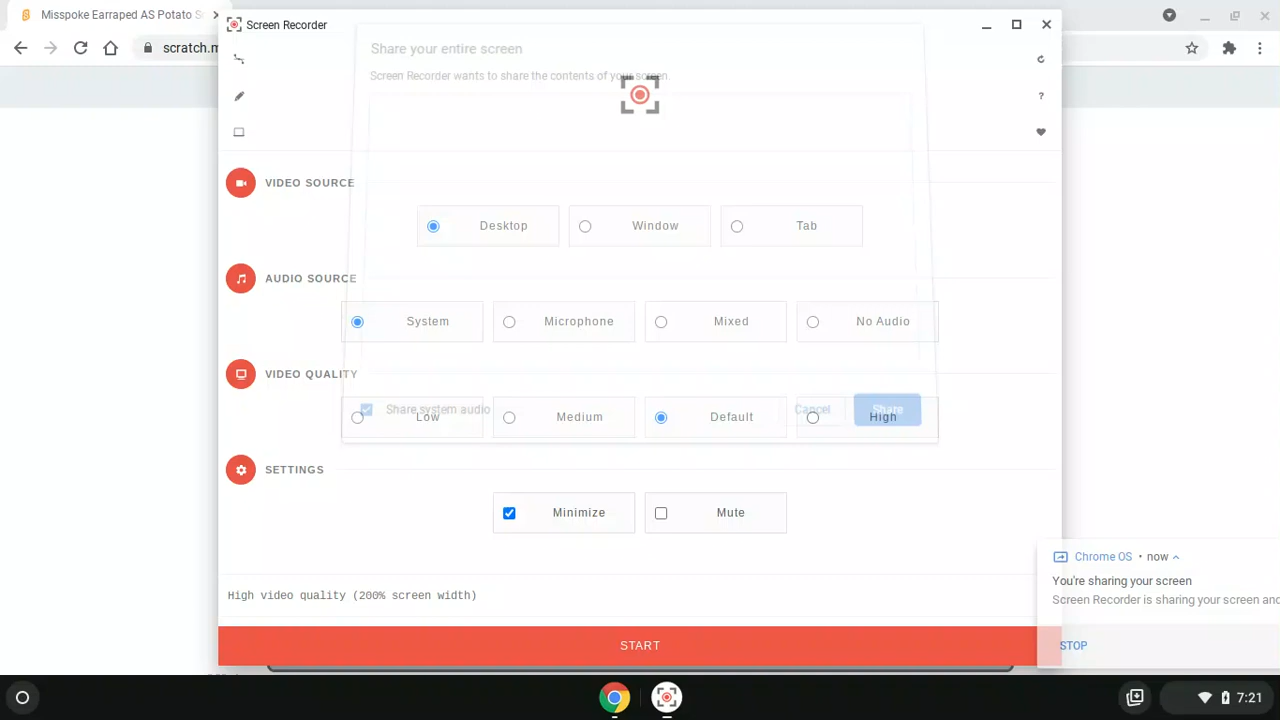 Misspoke Earraped AS Potato S
Screen Recorder
scratch.m
Share your entire screen
Screen Recorder wants to share the contents of your screen.
?
VIDEO SOURCE
Desktop
Window
Tab
AUDIO SOURCE
System
Microphone
Mixed
No Audio
VIDEO QUALITY
Share system audio
Cancel
Share
Low
Medium
Default
High
SETTINGS
Minimize
Mute
Chrome OS • now
You're sharing your screen
Screen Recorder is sharing your screen and
STOP
High video quality (200% screen width)
START
7:21